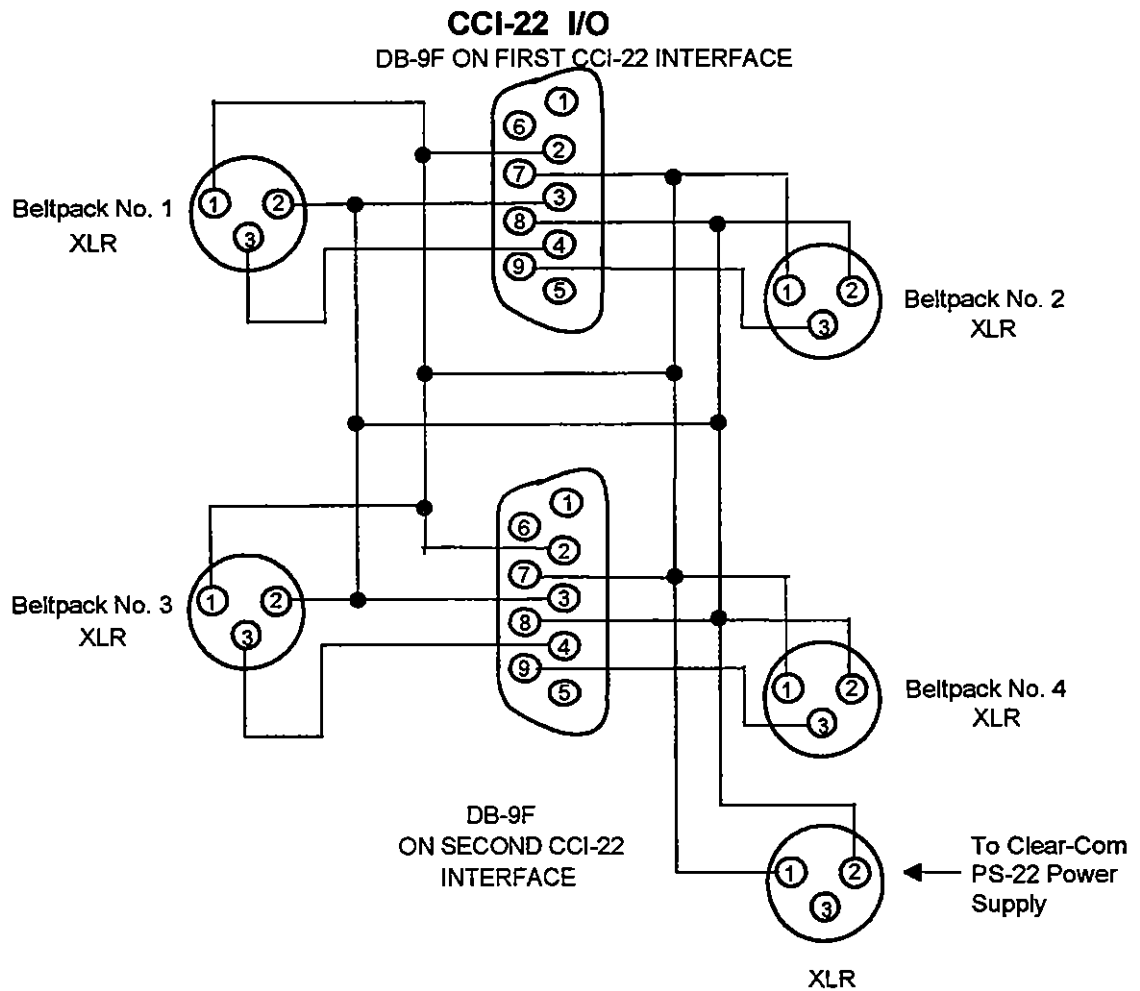 CCI-22 I/O
DB-9F ON FIRST CCI-22 INTERFACE
1
6
2
7
3
8
4
9
5
Beltpack No. 1
XLR
1
2
3
1
2
3
Beltpack No. 2
XLR
1
6
2
7
3
8
4
9
5
Beltpack No. 3
XLR
1
2
3
1
2
3
Beltpack No. 4
XLR
DB-9F
ON SECOND CCI-22
INTERFACE
1
2
3
To Clear-Com
PS-22 Power
Supply
XLR